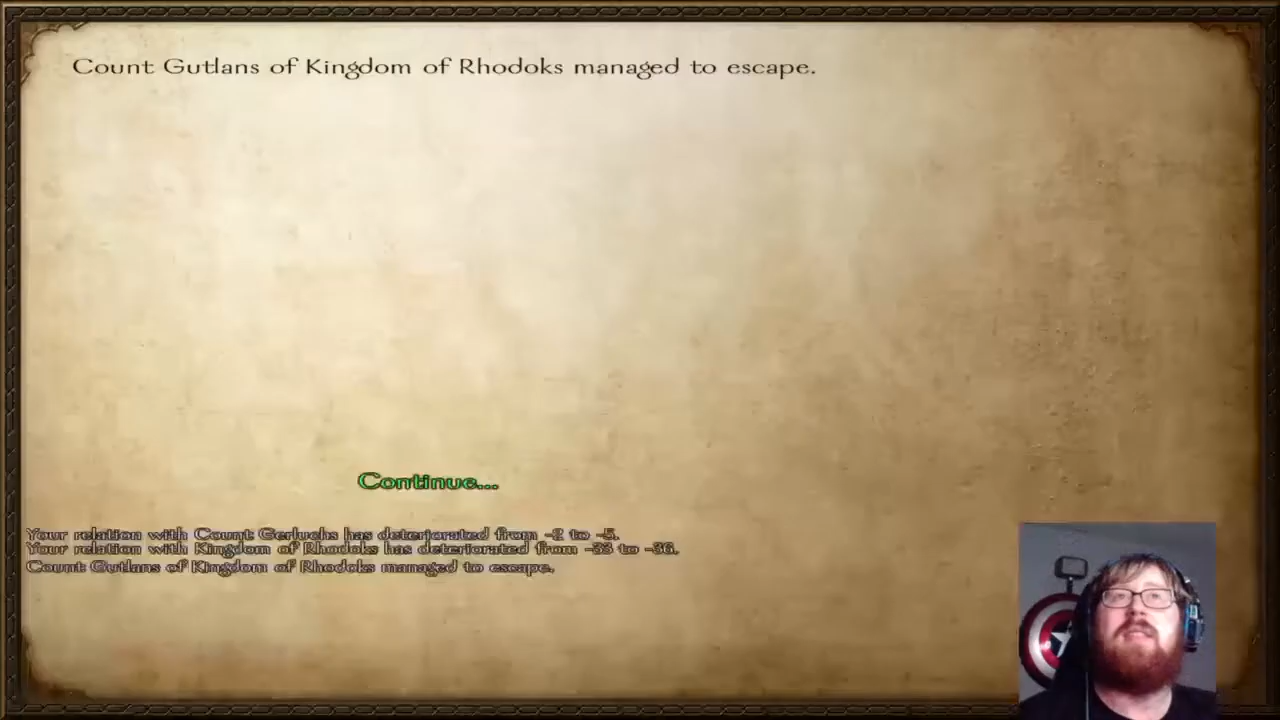 Count Gutlans of Kingdom of Rhodoks managed to escape.
Continue...
Your relation with Count Gerluchs has deteriorated from -2 to -5.
Your relation with Kingdom of Rhodoks has deteriorated from -33 to -36.
Count Gutlans of Kingdom of Rhodoks managed to escape.